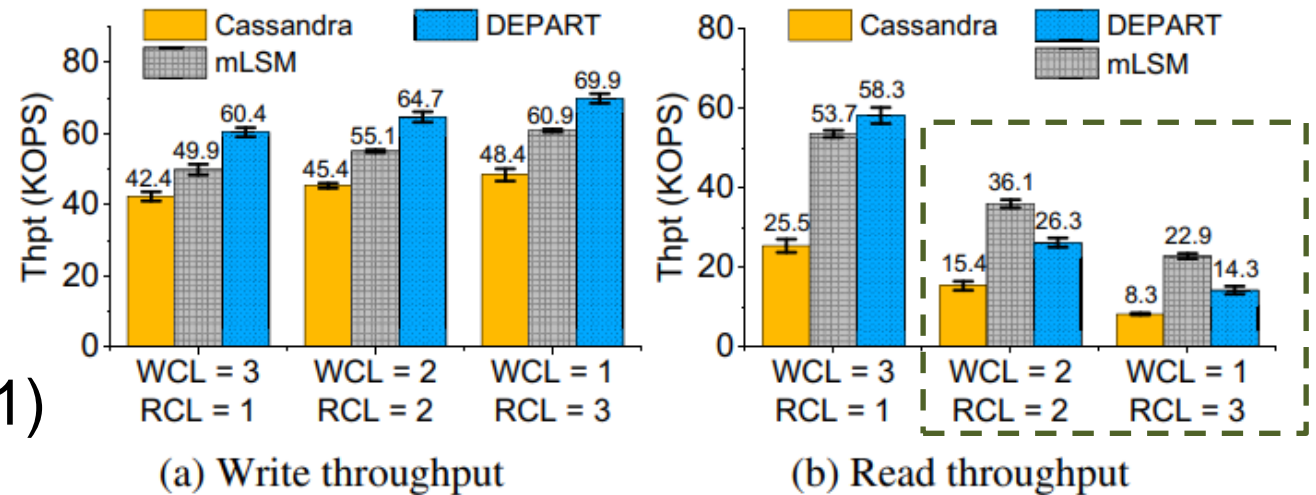 Cassandra DEPART
mLSM
Thpt (KOPS)
80
60
40
20
0
42.4 49.9 60.4
45.4 55.1 64.7
48.4 60.9 69.9
WCL = 3 WCL = 2 WCL = 1
RCL = 1 RCL = 2 RCL = 3
(a) Write throughput
Cassandra DEPART
mLSM
Thpt (KOPS)
80
60
40
20
0
25.5 53.7 58.3
15.4 36.1 26.3
8.3 22.9 14.3
WCL = 3 WCL = 2 WCL = 1
RCL = 1 RCL = 2 RCL = 3
(b) Read throughput
1)